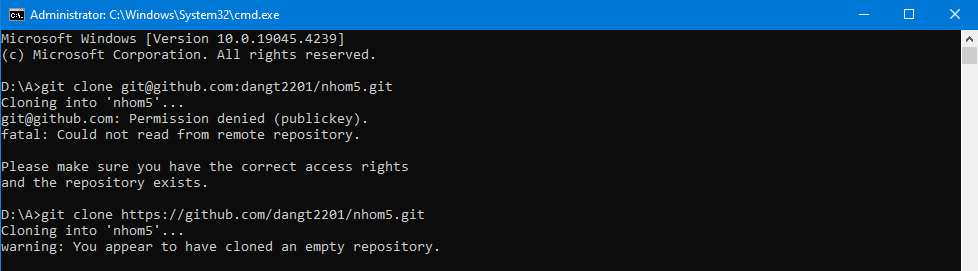 Administrator: C:\Windows\System32\cmd.exe
Microsoft Windows [Version 10.0.19045.4239]
(c) Microsoft Corporation. All rights reserved.
D:\A>git clone git@github.com:dangt2201/nhom5.git
Cloning into 'nhom5'...
git@github.com: Permission denied (publickey).
fatal: Could not read from remote repository.
Please make sure you have the correct access rights
and the repository exists.
D:\A>git clone https://github.com/dangt2201/nhom5.git
Cloning into 'nhom5'...
warning: You appear to have cloned an empty repository.